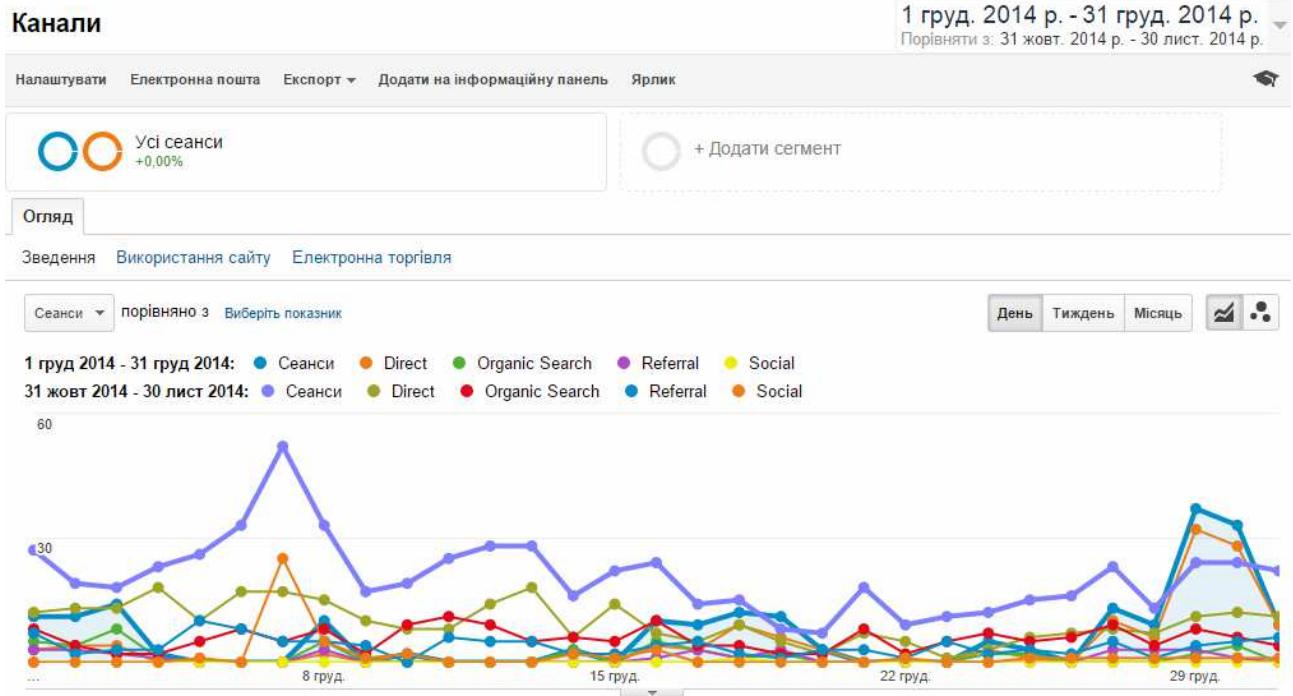 Канали
1 груд. 2014 р. - 31 груд. 2014 р.
Порівняти з: 31 жовт. 2014 р. - 30 лист. 2014 р.
Налаштувати Електронна пошта Експорт Додати на інформаційну панель Ярлик
Усі сеанси
+0,00%
+ Додати сегмент
Огляд
Зведення Використання сайту Електронна торгівля
Сеанси порівняно з Виберіть показник
День Тиждень Місяць
1 груд 2014 - 31 груд 2014: Сеанси Direct Organic Search Referral Social
31 жовт 2014 - 30 лист 2014: Сеанси Direct Organic Search Referral Social
60
30
... 8 груд. 15 груд. 22 груд. 29 груд.